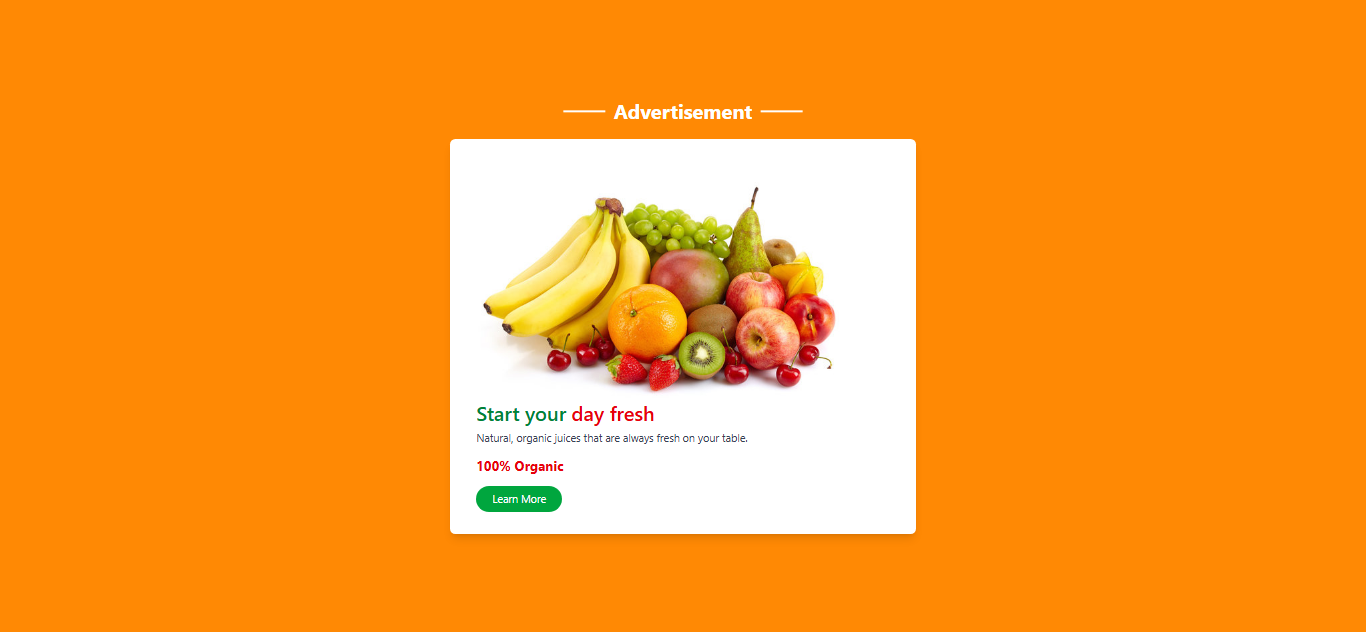 Advertisement
Start your day fresh
Natural, organic juices that are always fresh on your table.
100% Organic
Learn More